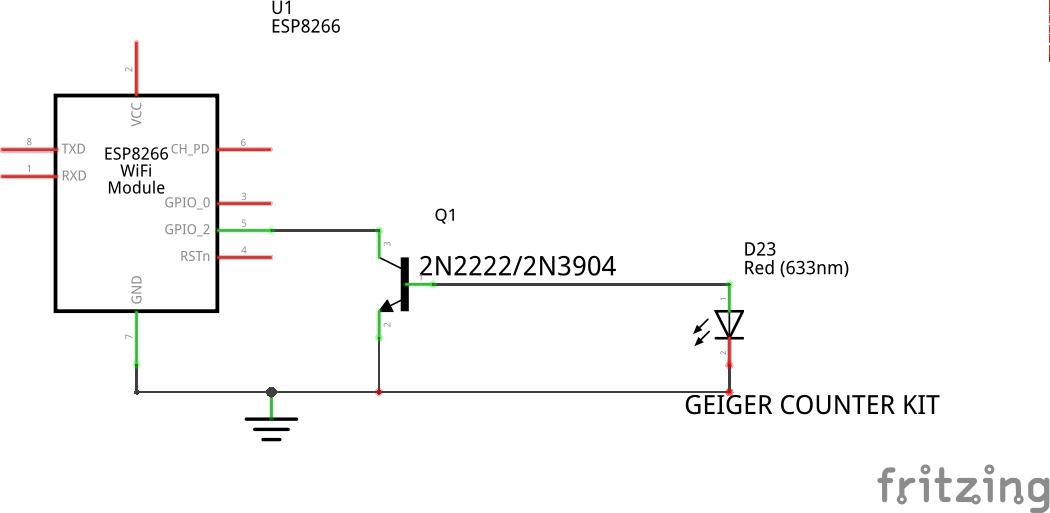 U1
ESP8266
2
VCC
8
TXD
ESP8266
WiFi
Module
CH_PD
6
1
RXD
GPIO_0
3
GPIO_2
5
RSTn
4
GND
7
Q1
3
2N2222/2N3904
1
2
D23
Red (633nm)
1
2
GEIGER COUNTER KIT
fritzing